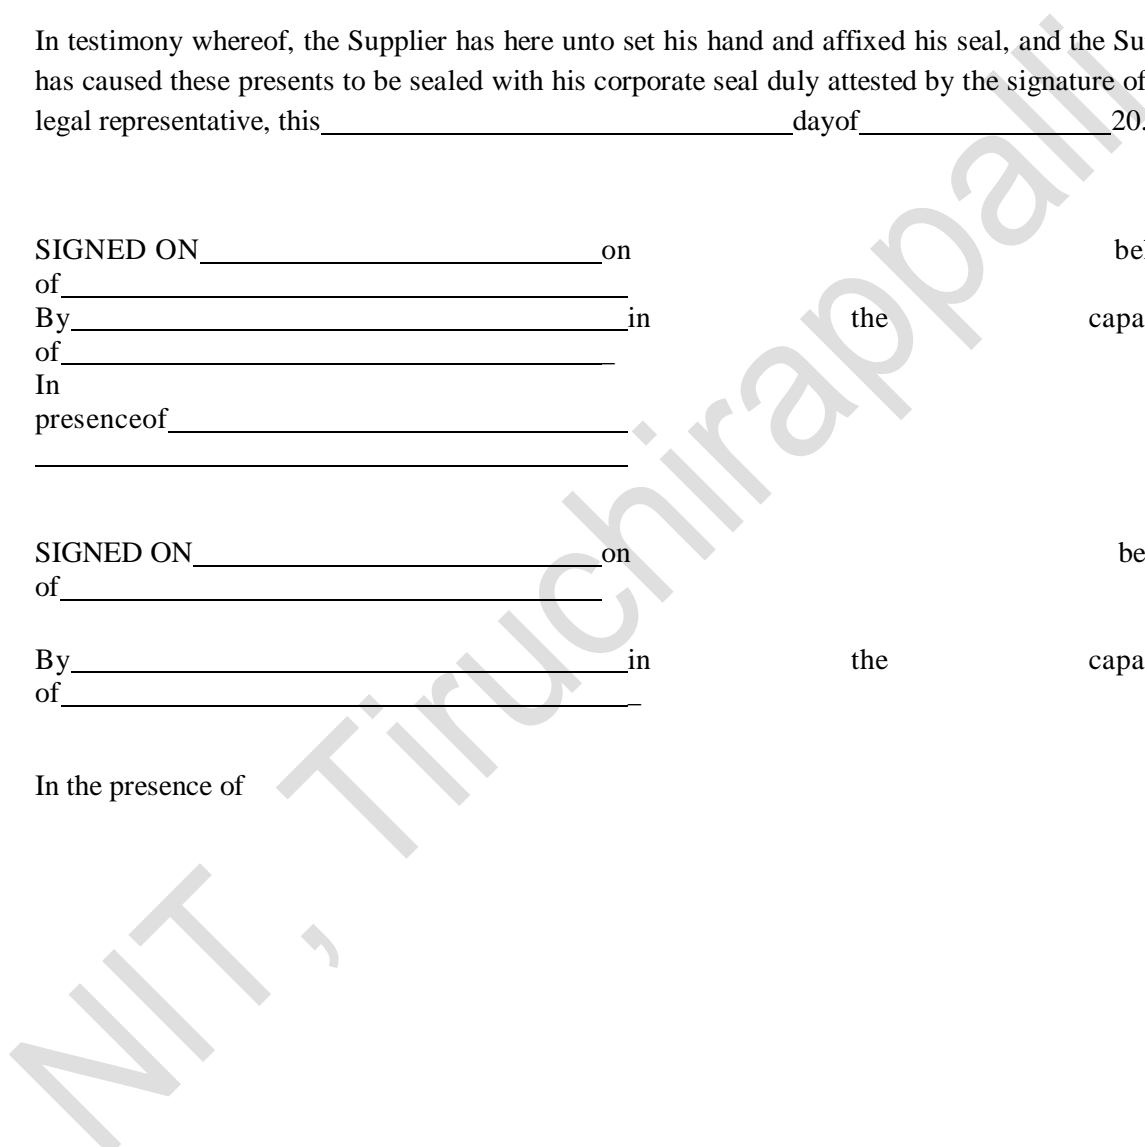 In testimony whereof, the Supplier has here unto set his hand and affixed his seal, and the Su
has caused these presents to be sealed with his corporate seal duly attested by the signature of
legal representative, this dayof 20.
SIGNED ON on
of
By in the capa
of _
In
presenceof
SIGNED ON on be
of
By in the capa
of _
In the presence of
NIT , Tiruchirappalli